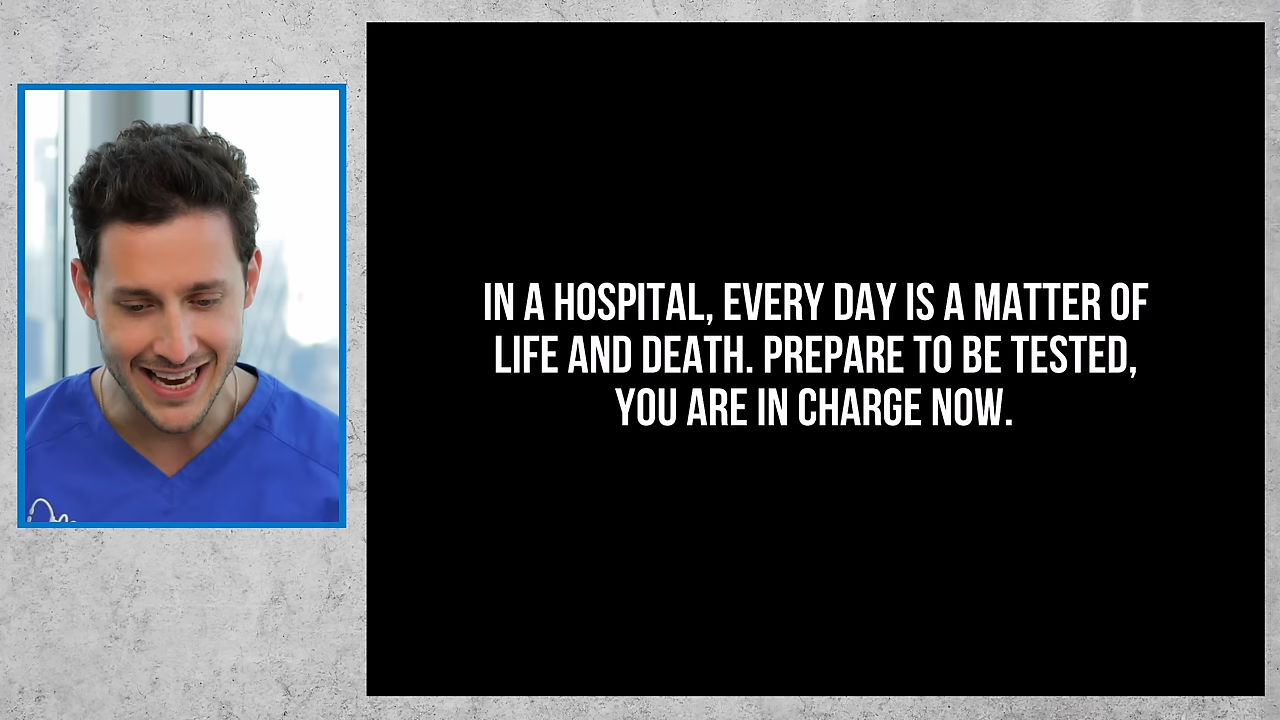 IN A HOSPITAL, EVERY DAY IS A MATTER OF
LIFE AND DEATH. PREPARE TO BE TESTED,
YOU ARE IN CHARGE NOW.